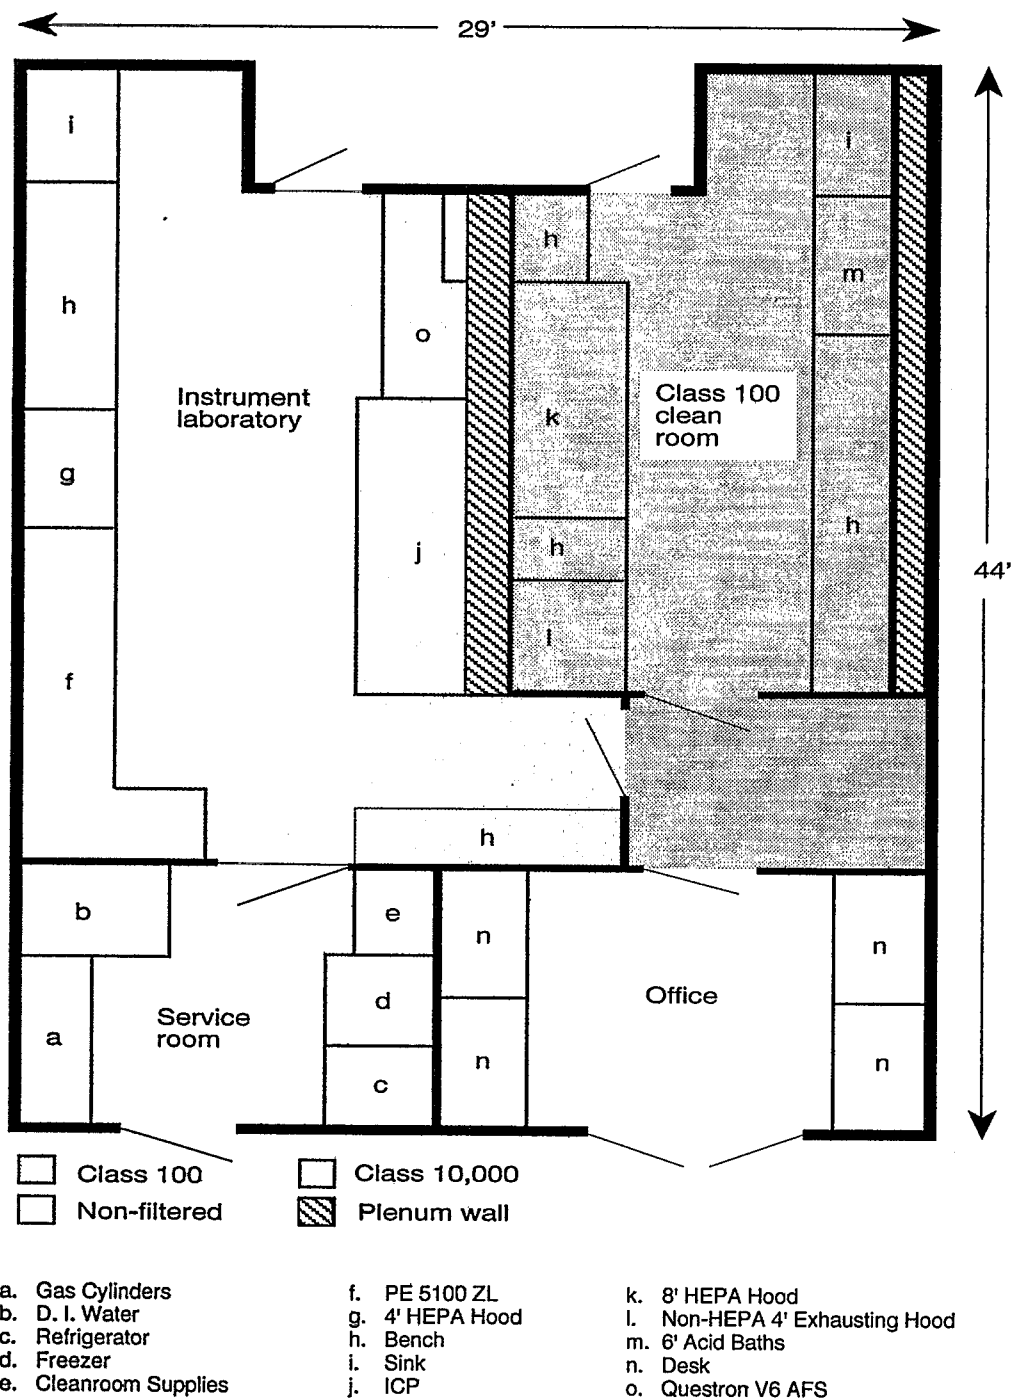 29'
i
i
h
m
h
o
Instrument
laboratory
Class 100
clean
room
k
g
h
h
j
44'
l
f
h
b
e
n
n
d
Office
a
Service
room
n
n
c
Class 100
Class 10,000
Non-filtered
Plenum wall
a. Gas Cylinders
b. D. I. Water
c. Refrigerator
d. Freezer
e. Cleanroom Supplies
f. PE 5100 ZL
g. 4' HEPA Hood
h. Bench
i. Sink
j. ICP
k. 8' HEPA Hood
l. Non-HEPA 4' Exhausting Hood
m. 6' Acid Baths
n. Desk
o. Questron V6 AFS